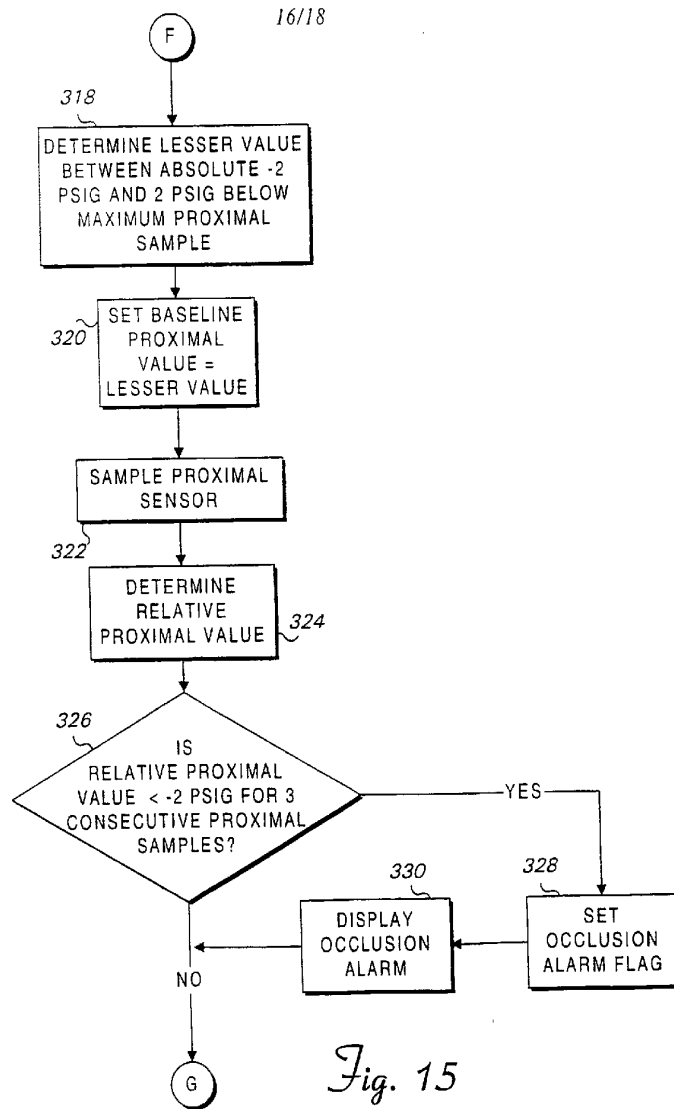 16/18
F
318
DETERMINE LESSER VALUE
BETWEEN ABSOLUTE -2
PSIG AND 2 PSIG BELOW
MAXIMUM PROXIMAL
SAMPLE
320
SET BASELINE
PROXIMAL
VALUE =
LESSER VALUE
SAMPLE PROXIMAL
SENSOR
322
DETERMINE
RELATIVE
PROXIMAL VALUE
324
326
IS
RELATIVE PROXIMAL
VALUE < -2 PSIG FOR 3
CONSECUTIVE PROXIMAL
SAMPLES?
YES
328
SET
OCCLUSION
ALARM FLAG
330
DISPLAY
OCCLUSION
ALARM
NO
G
Fig. 15